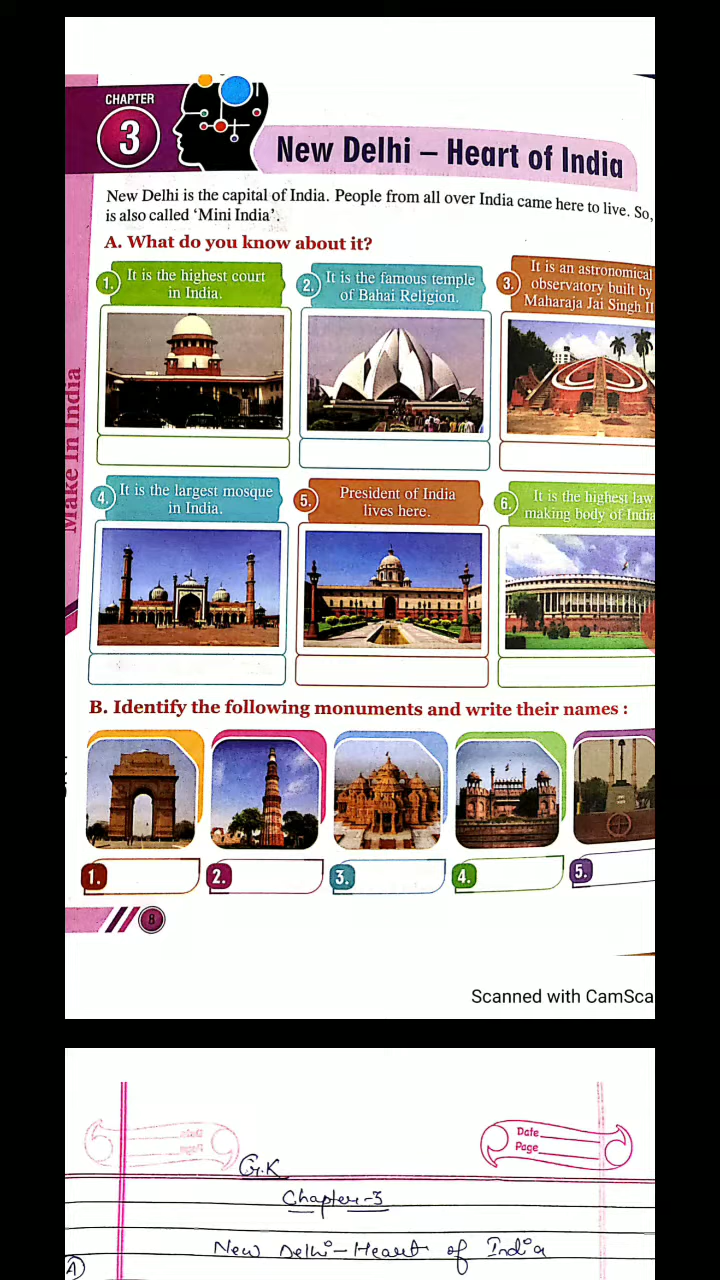 CHAPTER
3
New Delhi – Heart of India
New Delhi is the capital of India. People from all over India came here to live. So,
is also called 'Mini India'.
A. What do you know about it?
1. It is the highest court
in India.
2. It is the famous temple
of Bahai Religion.
3. It is an astronomical
observatory built by
Maharaja Jai Singh II
Make In India
4. It is the largest mosque
in India.
5. President of India
lives here.
6. It is the highest law
making body of India
B. Identify the following monuments and write their names :
1.
2.
3.
4.
5.
8
Scanned with CamSca
Date
Page
Date
Page
G.K
Chapter-3
New Delhi-Heart of India
A)